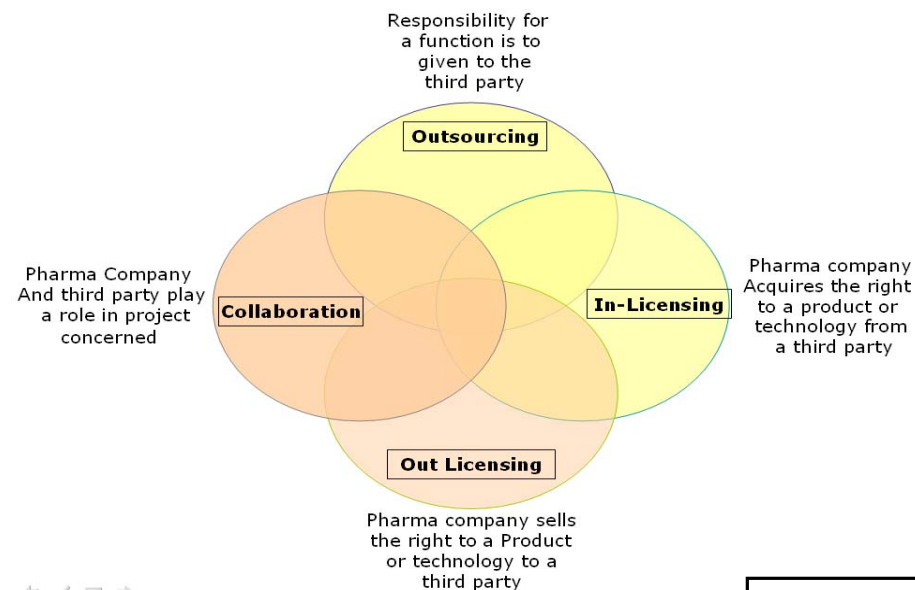 Responsibility for
a function is to
given to the
third party
Outsourcing
Pharma Company
And third party play
a role in project
concerned
Collaboration
In-Licensing
Pharma company
Acquires the right
to a product or
technology from
a third party
Out Licensing
Pharma company sells
the right to a Product
or technology to a
third party